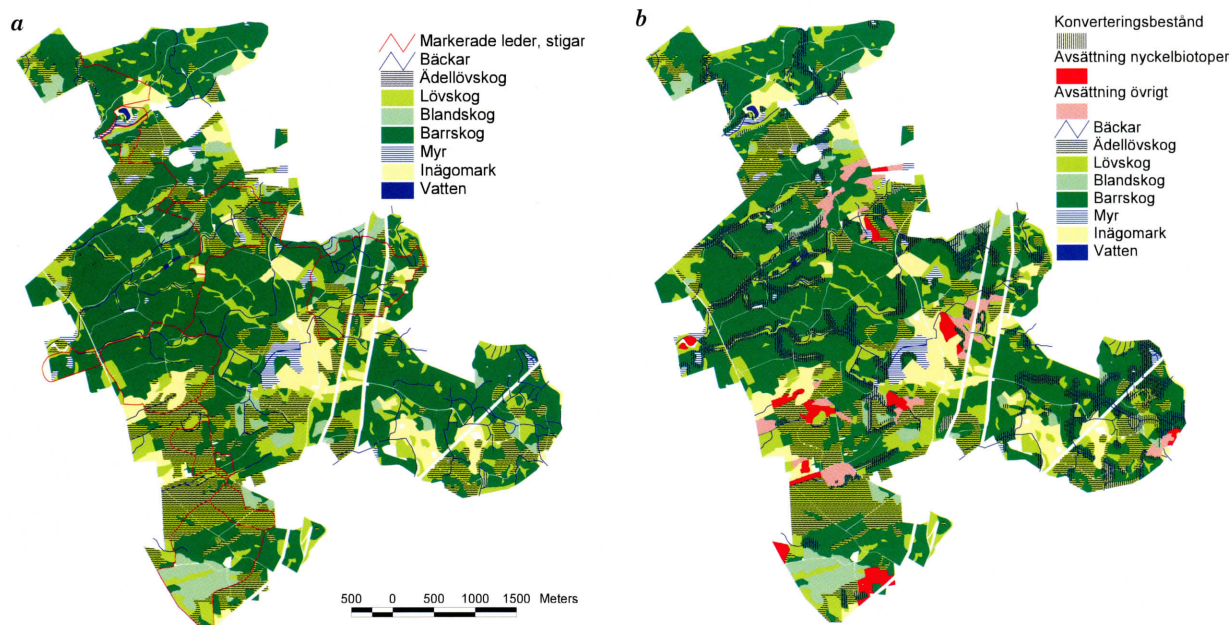 a
Markerade leder, stigar
Bäckar
Ädellövskog
Lövskog
Blandskog
Barrskog
Myr
Inägomark
Vatten
500 0 500 1000 1500 Meters
b
Konverteringsbestånd
Avsättning nyckelbiotoper
Avsättning övrigt
Bäckar
Ädellövskog
Lövskog
Blandskog
Barrskog
Myr
Inägomark
Vatten